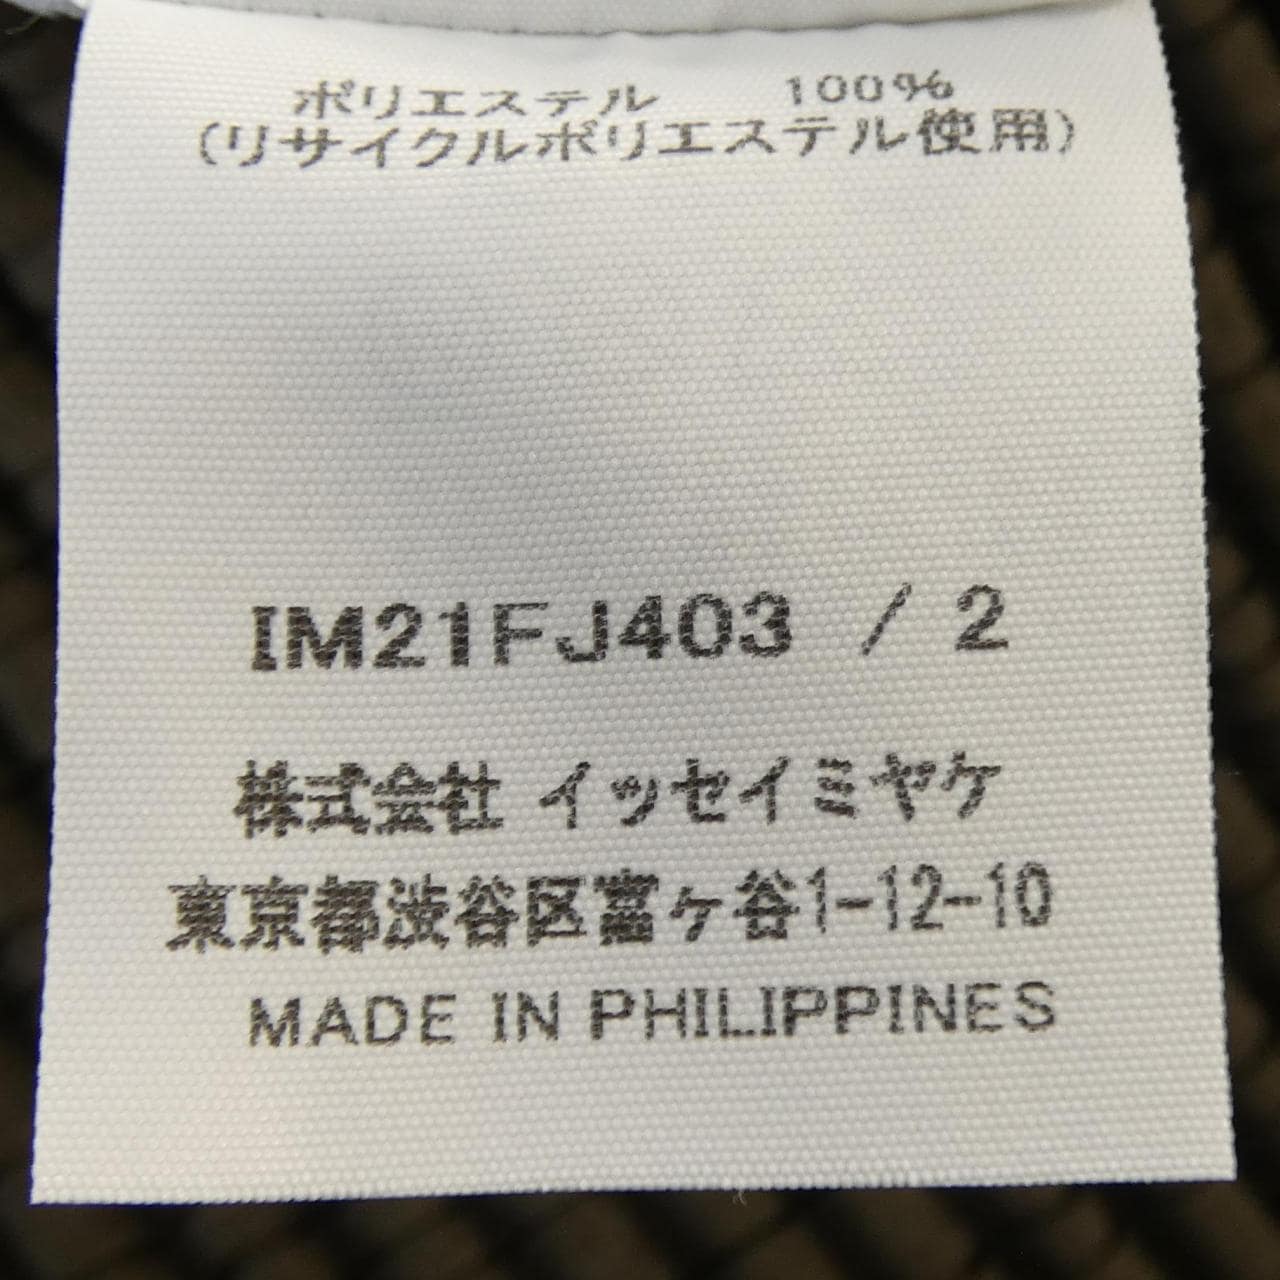 ポリエステル 100%
(リサイクルポリエステル使用)
IM21FJ403 / 2
株式会社 イッセイミヤケ
東京都渋谷区富ヶ谷1-12-10
MADE IN PHILIPPINES